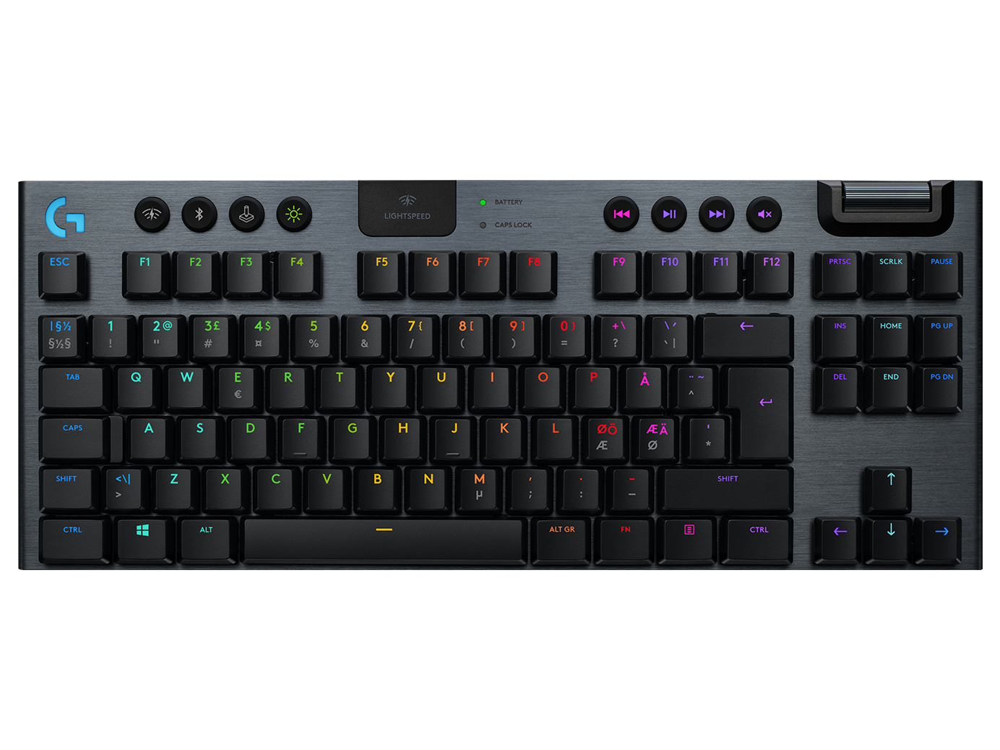 LIGHTSPEED
BATTERY
CAPS LOCK
ESC F1 F2 F3 F4 F5 F6 F7 F8 F9 F10 F11 F12 PRTSC SCRLK PAUSE
|§½ 1 2@ 3£ 4$ 5 6 7{ 8[ 9] 0} +\ \´ ← INS HOME PG UP
§½§ ! " # ¤ % & / ( ) = ? `|
TAB Q W E R T Y U I O P Å ¨~ ↵ DEL END PG DN
€ ^
CAPS A S D F G H J K L ØÖ ÆÄ '
Æ Ø *
SHIFT <\| Z X C V B N M , . - SHIFT ↑
> µ ; : _
CTRL ALT ALT GR FN CTRL ← ↓ →